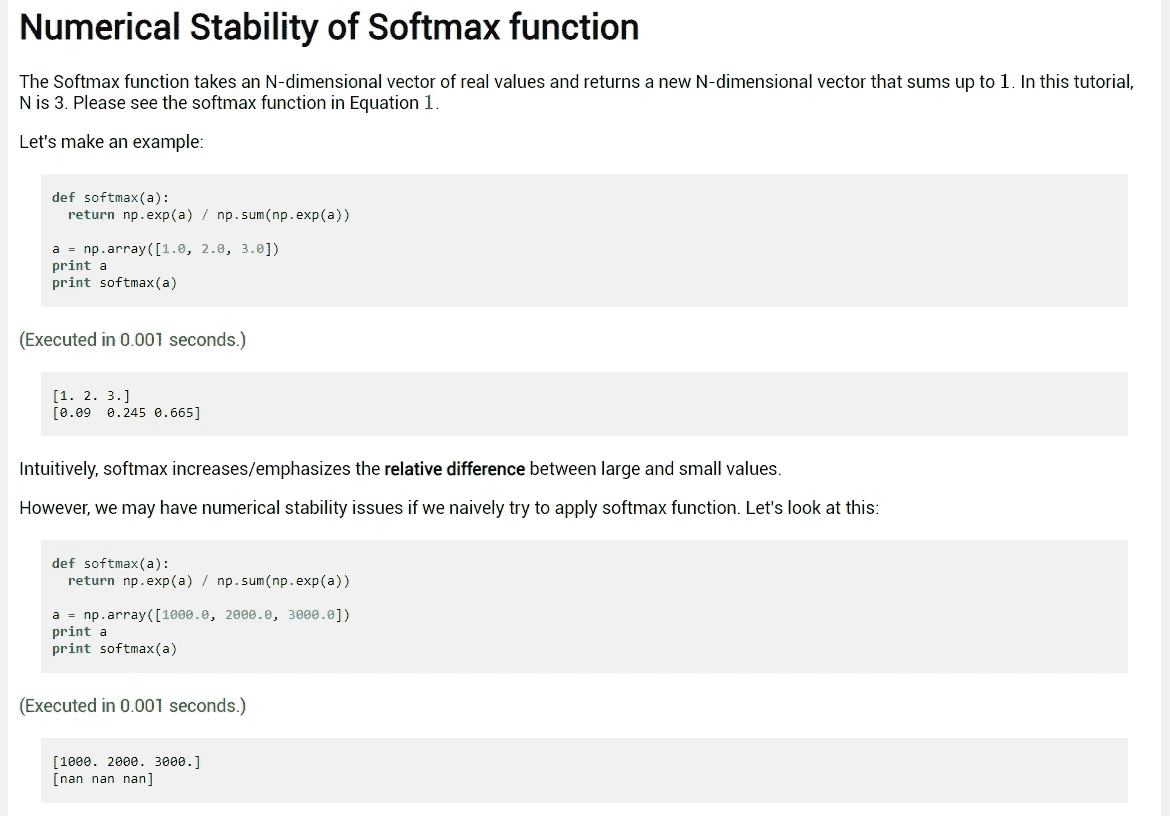 Numerical Stability of Softmax function
The Softmax function takes an N-dimensional vector of real values and returns a new N-dimensional vector that sums up to 1. In this tutorial,
N is 3. Please see the softmax function in Equation 1.
Let's make an example:
def softmax(a):
  return np.exp(a) / np.sum(np.exp(a))
a = np.array([1.0, 2.0, 3.0])
print a
print softmax(a)
(Executed in 0.001 seconds.)
[1. 2. 3.]
[0.09  0.245 0.665]
Intuitively, softmax increases/emphasizes the relative difference between large and small values.
However, we may have numerical stability issues if we naively try to apply softmax function. Let's look at this:
def softmax(a):
  return np.exp(a) / np.sum(np.exp(a))
a = np.array([1000.0, 2000.0, 3000.0])
print a
print softmax(a)
(Executed in 0.001 seconds.)
[1000. 2000. 3000.]
[nan nan nan]